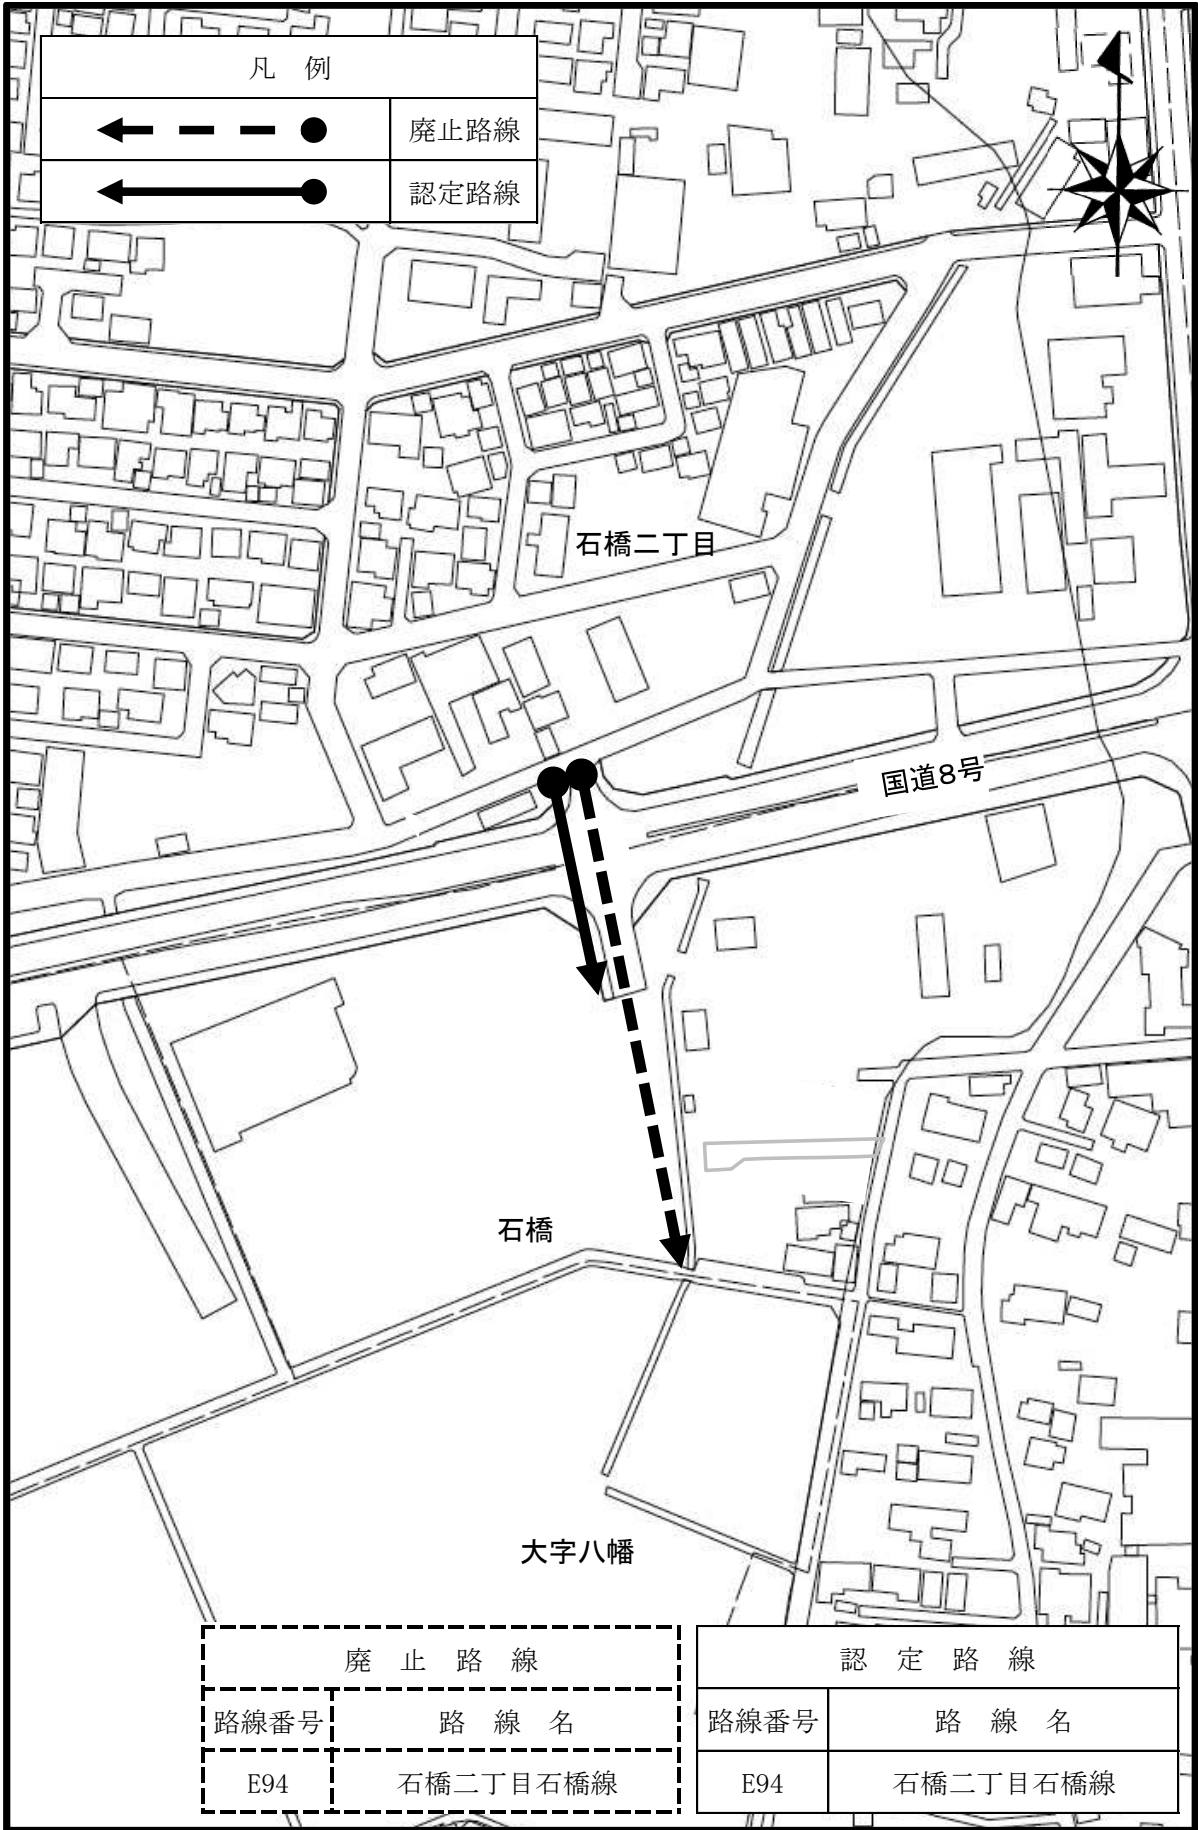 凡　例
廃止路線
認定路線
石橋二丁目
国道8号
石橋
大字八幡
廃　止　路　線
路線番号　路　線　名
E94　石橋二丁目石橋線
認　定　路　線
路線番号　路　線　名
E94　石橋二丁目石橋線